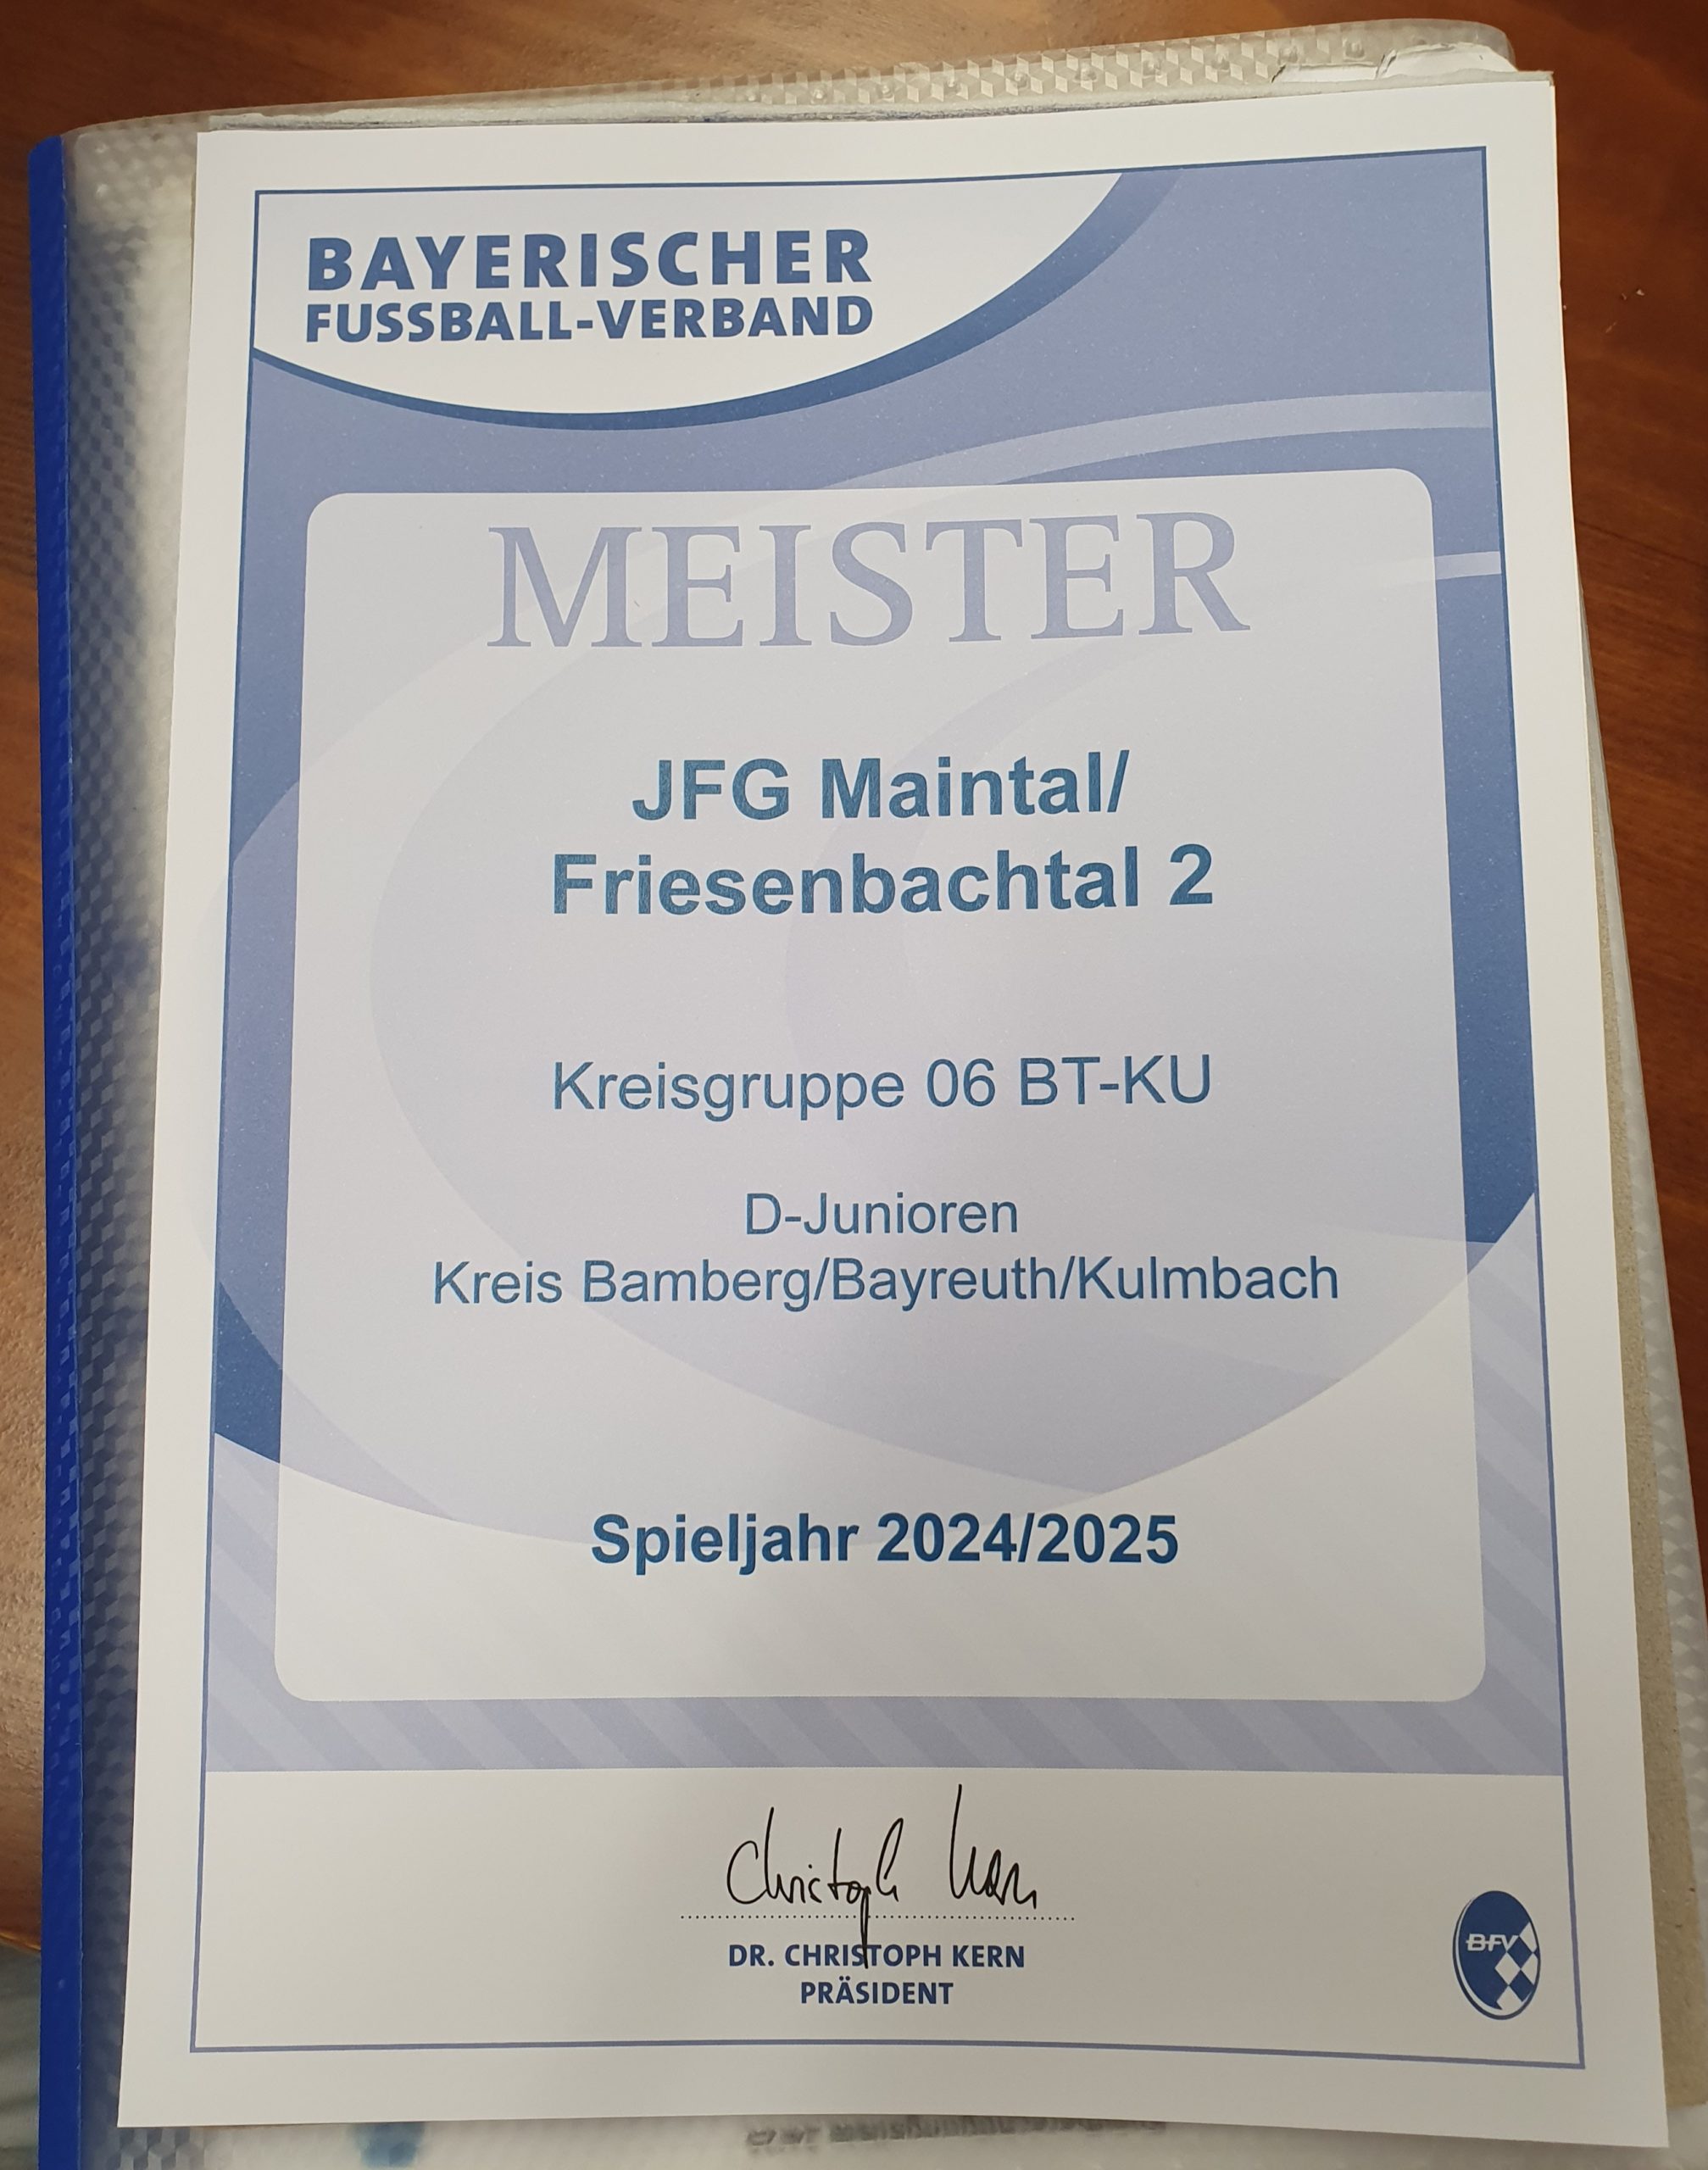 BAYERISCHER
FUSSBALL-VERBAND
MEISTER
JFG Maintal/
Friesenbachtal 2
Kreisgruppe 06 BT-KU
D-Junioren
Kreis Bamberg/Bayreuth/Kulmbach
Spieljahr 2024/2025
Christoph Kern
DR. CHRISTOPH KERN
PRÄSIDENT
BFV